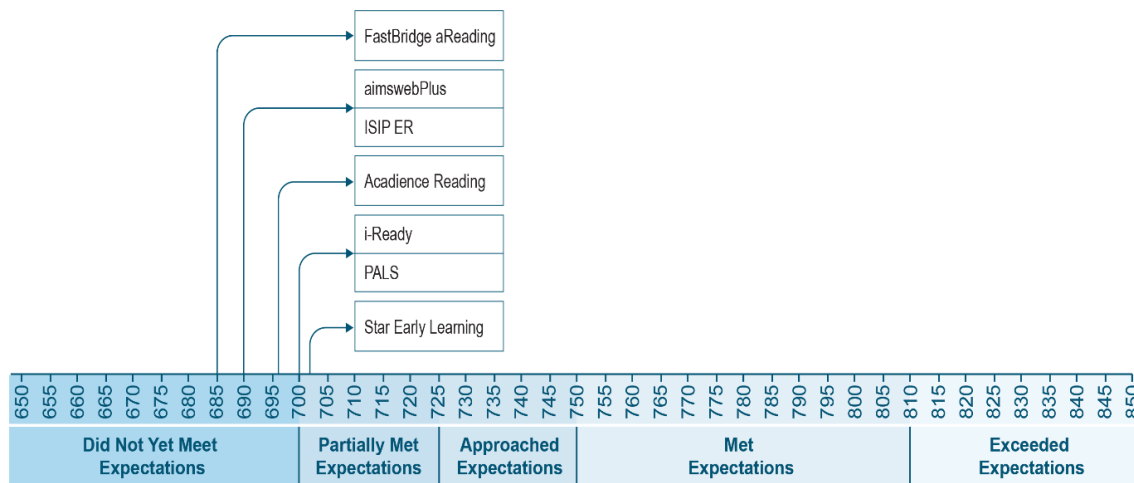 FastBridge aReading
aimswebPlus
ISIP ER
Acadience Reading
i-Ready
PALS
Star Early Learning
650 655 660 665 670 675 680 685 690 695 700 705 710 715 720 725 730 735 740 745 750 755 760 765 770 775 780 785 790 795 800 805 810 815 820 825 830 835 840 845 850
Did Not Yet Meet Partially Met Approached Met Exceeded
Expectations Expectations Expectations Expectations Expectations